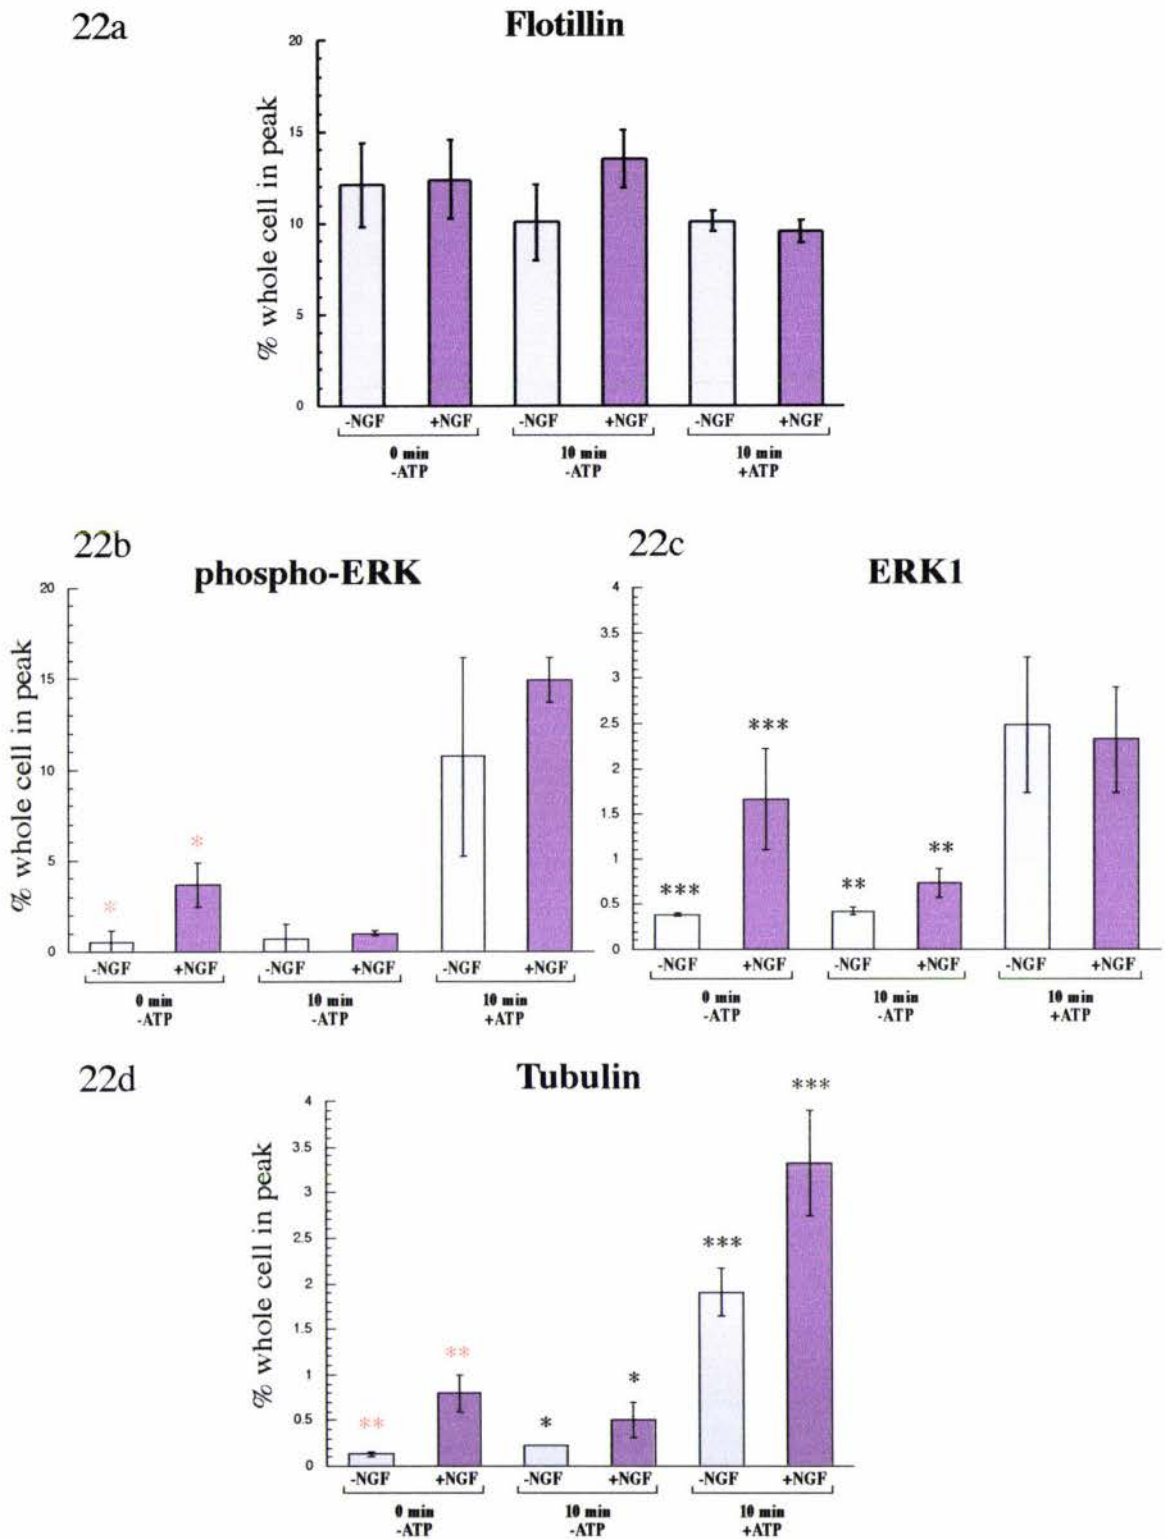 22a
Flotillin
% whole cell in peak
20
15
10
5
0
-NGF +NGF -NGF +NGF -NGF +NGF
0 min 10 min 10 min
-ATP -ATP +ATP
22b
phospho-ERK
% whole cell in peak
20
15
10
5
0
* *
-NGF +NGF -NGF +NGF -NGF +NGF
0 min 10 min 10 min
-ATP -ATP +ATP
22c
ERK1
4
3.5
3
2.5
2
1.5
1
0.5
0
*** *** ** **
-NGF +NGF -NGF +NGF -NGF +NGF
0 min 10 min 10 min
-ATP -ATP +ATP
22d
Tubulin
% whole cell in peak
4
3.5
3
2.5
2
1.5
1
0.5
0
** ** * * *** ***
-NGF +NGF -NGF +NGF -NGF +NGF
0 min 10 min 10 min
-ATP -ATP +ATP